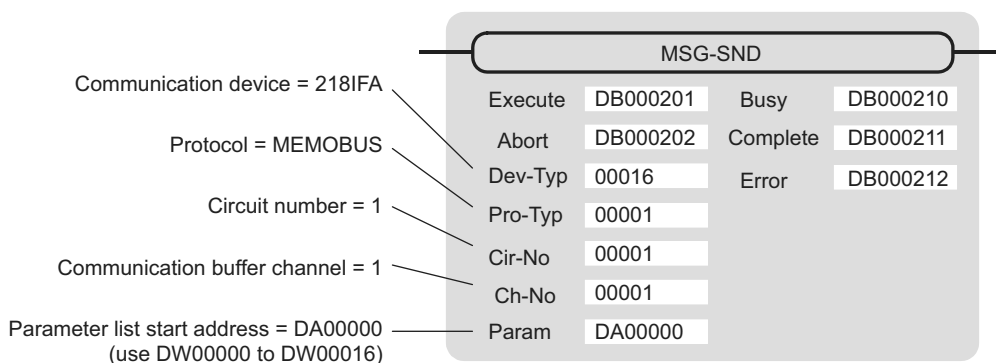 MSG-SND
Communication device = 218IFA
Protocol = MEMOBUS
Circuit number = 1
Communication buffer channel = 1
Parameter list start address = DA00000
(use DW00000 to DW00016)
Execute DB000201 Busy DB000210
Abort DB000202 Complete DB000211
Dev-Typ 00016 Error DB000212
Pro-Typ 00001
Cir-No 00001
Ch-No 00001
Param DA00000